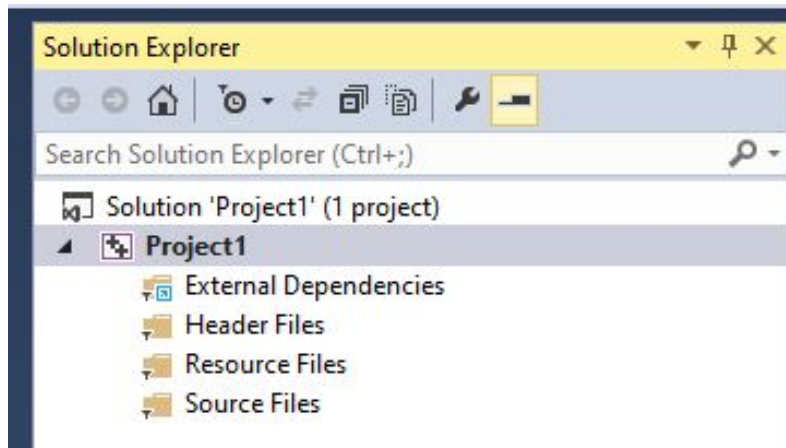 Solution Explorer
Search Solution Explorer (Ctrl+;)
Solution 'Project1' (1 project)
Project1
External Dependencies
Header Files
Resource Files
Source Files